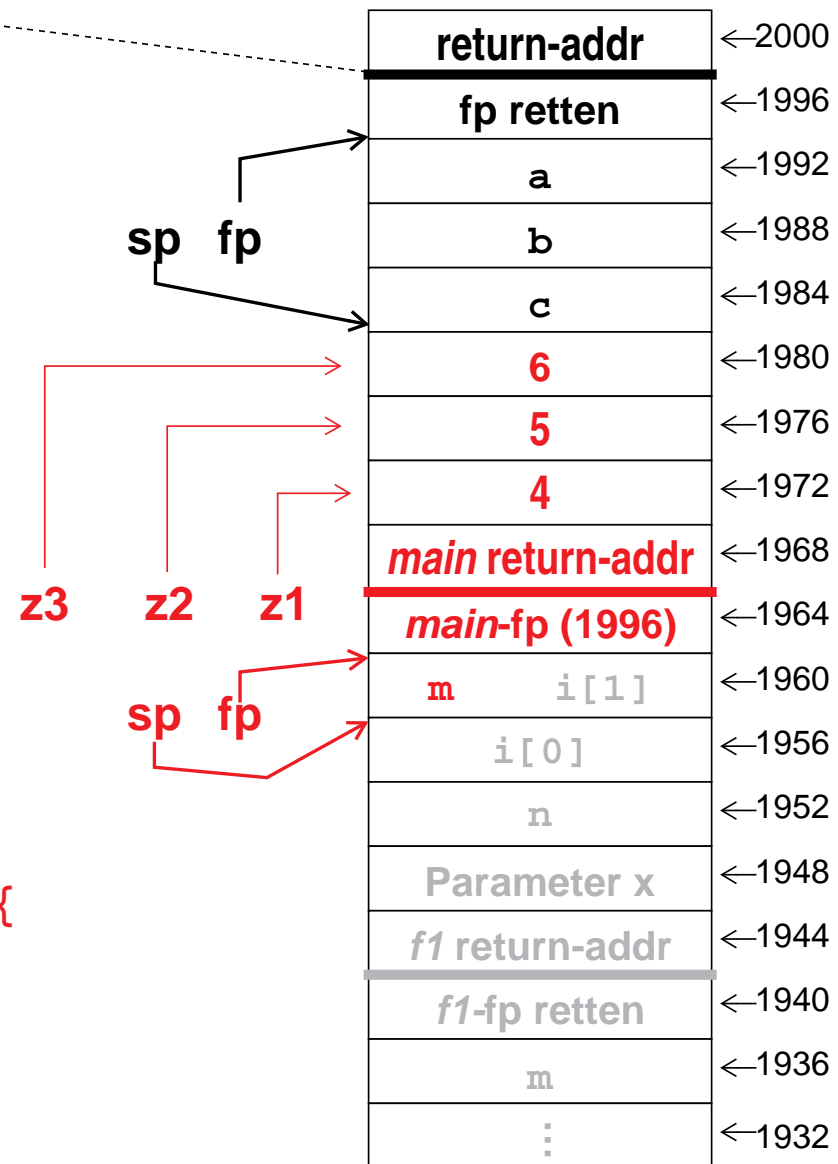 return-addr ←2000
fp retten ←1996
a ←1992
sp fp
b ←1988
c ←1984
6 ←1980
5 ←1976
4 ←1972
main return-addr ←1968
z3 z2 z1
main-fp (1996) ←1964
m i[1] ←1960
sp fp
i[0] ←1956
n ←1952
Parameter x ←1948
{
f1 return-addr ←1944
f1-fp retten ←1940
m ←1936
⋮ ←1932